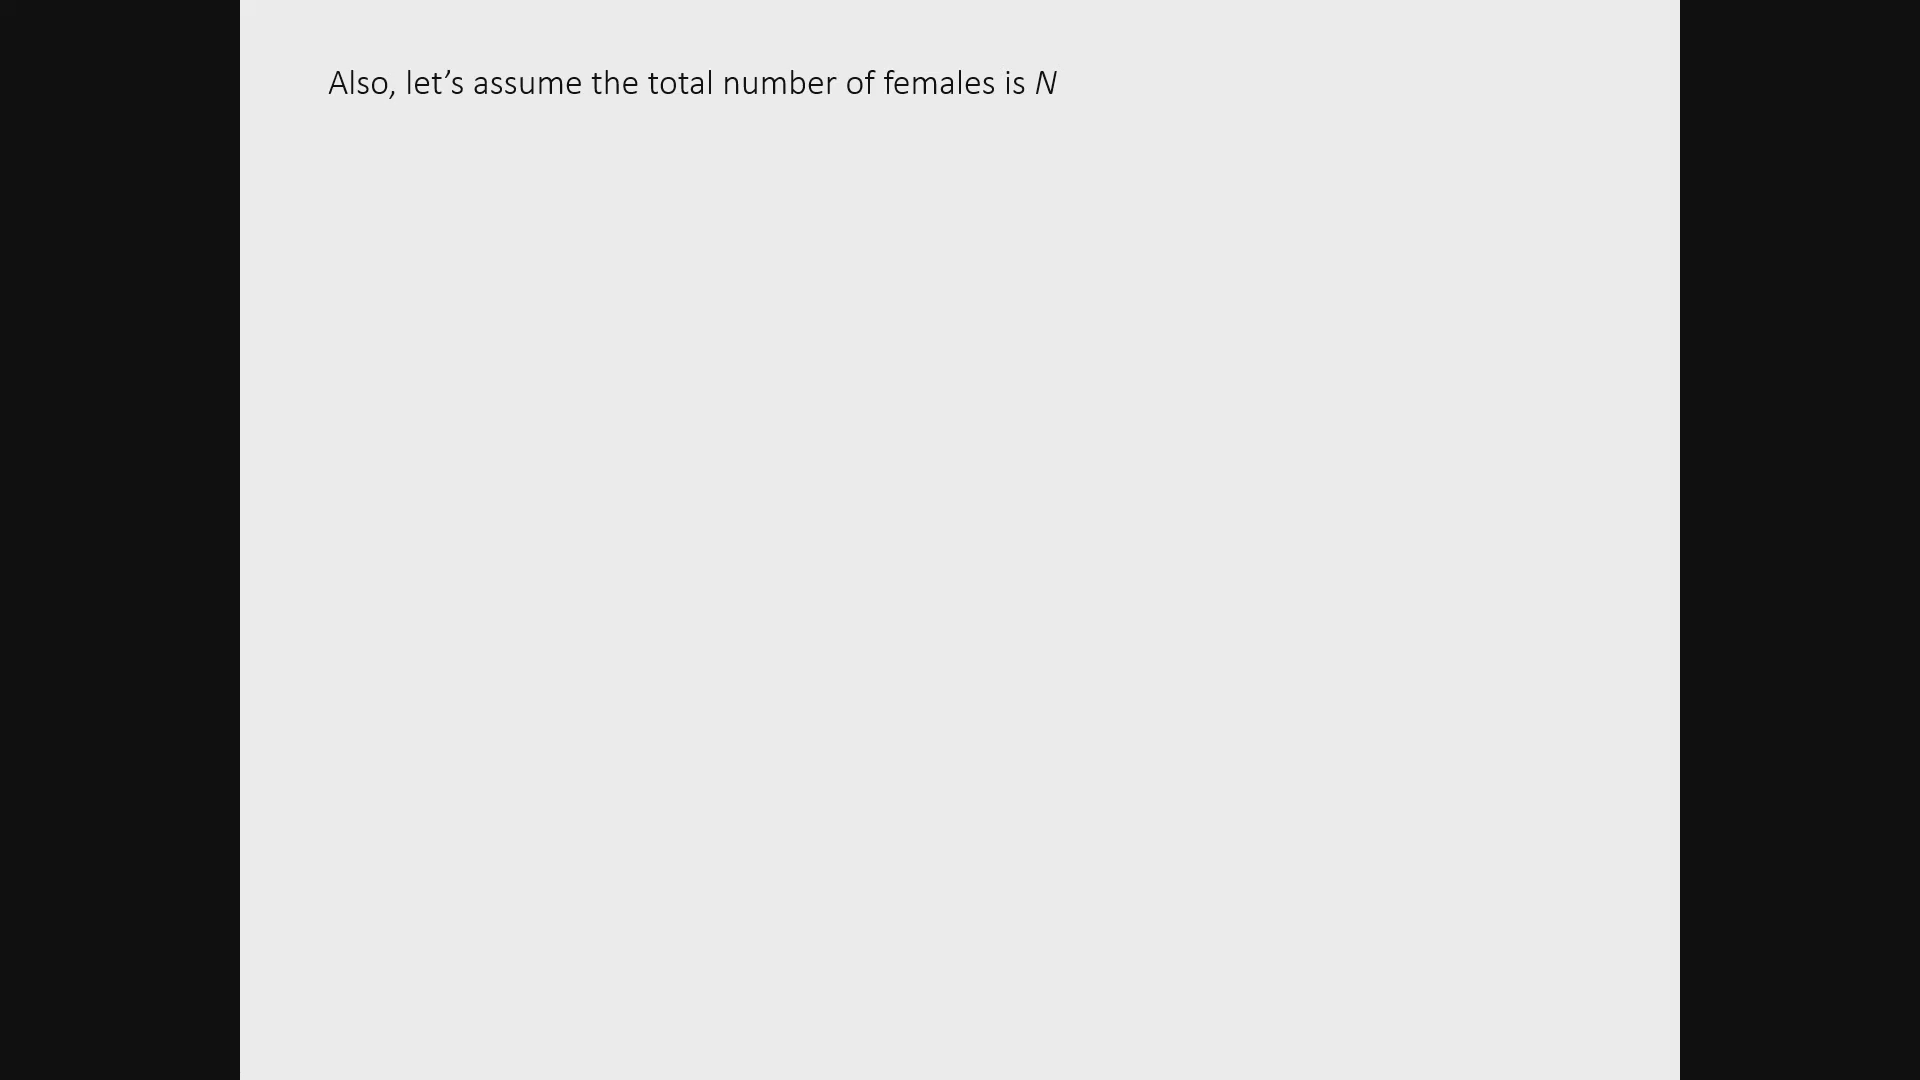 Also, let’s assume the total number of females is N